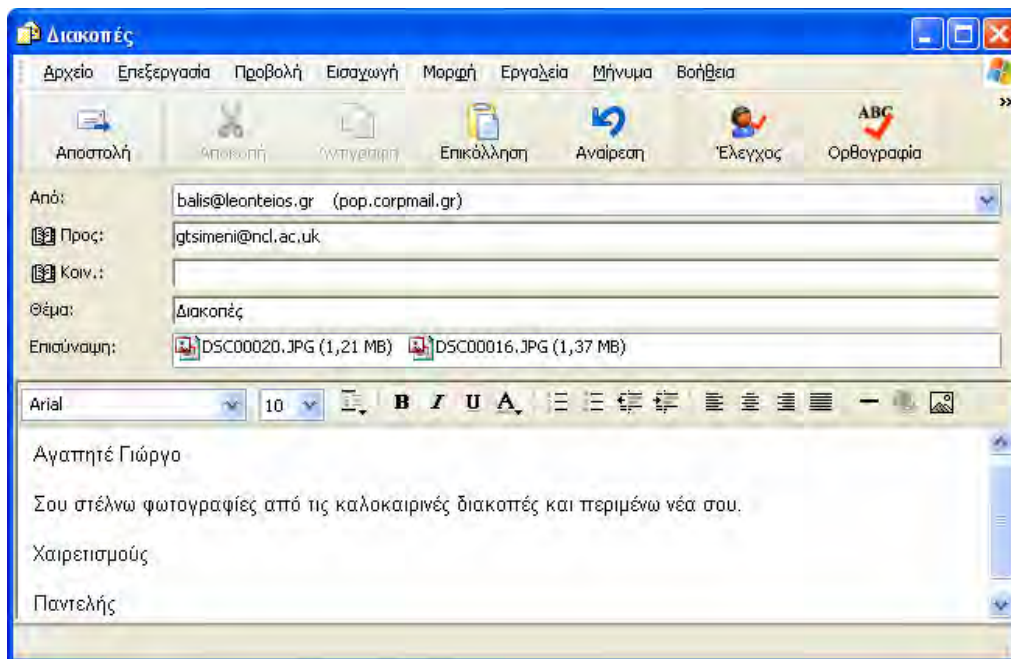 Διακοπές
Αρχείο Επεξεργασία Προβολή Εισαγωγή Μορφή Εργαλεία Μήνυμα Βοήθεια
ABC
Αποστολή Αποκοπή Αντιγραφή Επικόλληση Αναίρεση Έλεγχος Ορθογραφία
Από: balis@leonteios.gr (pop.corpmail.gr)
Προς: gtsimeni@ncl.ac.uk
Κοιν.:
Θέμα: Διακοπές
Επισύναψη: DSC00020.JPG (1,21 MB) DSC00016.JPG (1,37 MB)
Arial 10 B I U A
Αγαπητέ Γιώργο
Σου στέλνω φωτογραφίες από τις καλοκαιρινές διακοπές και περιμένω νέα σου.
Χαιρετισμούς
Παντελής